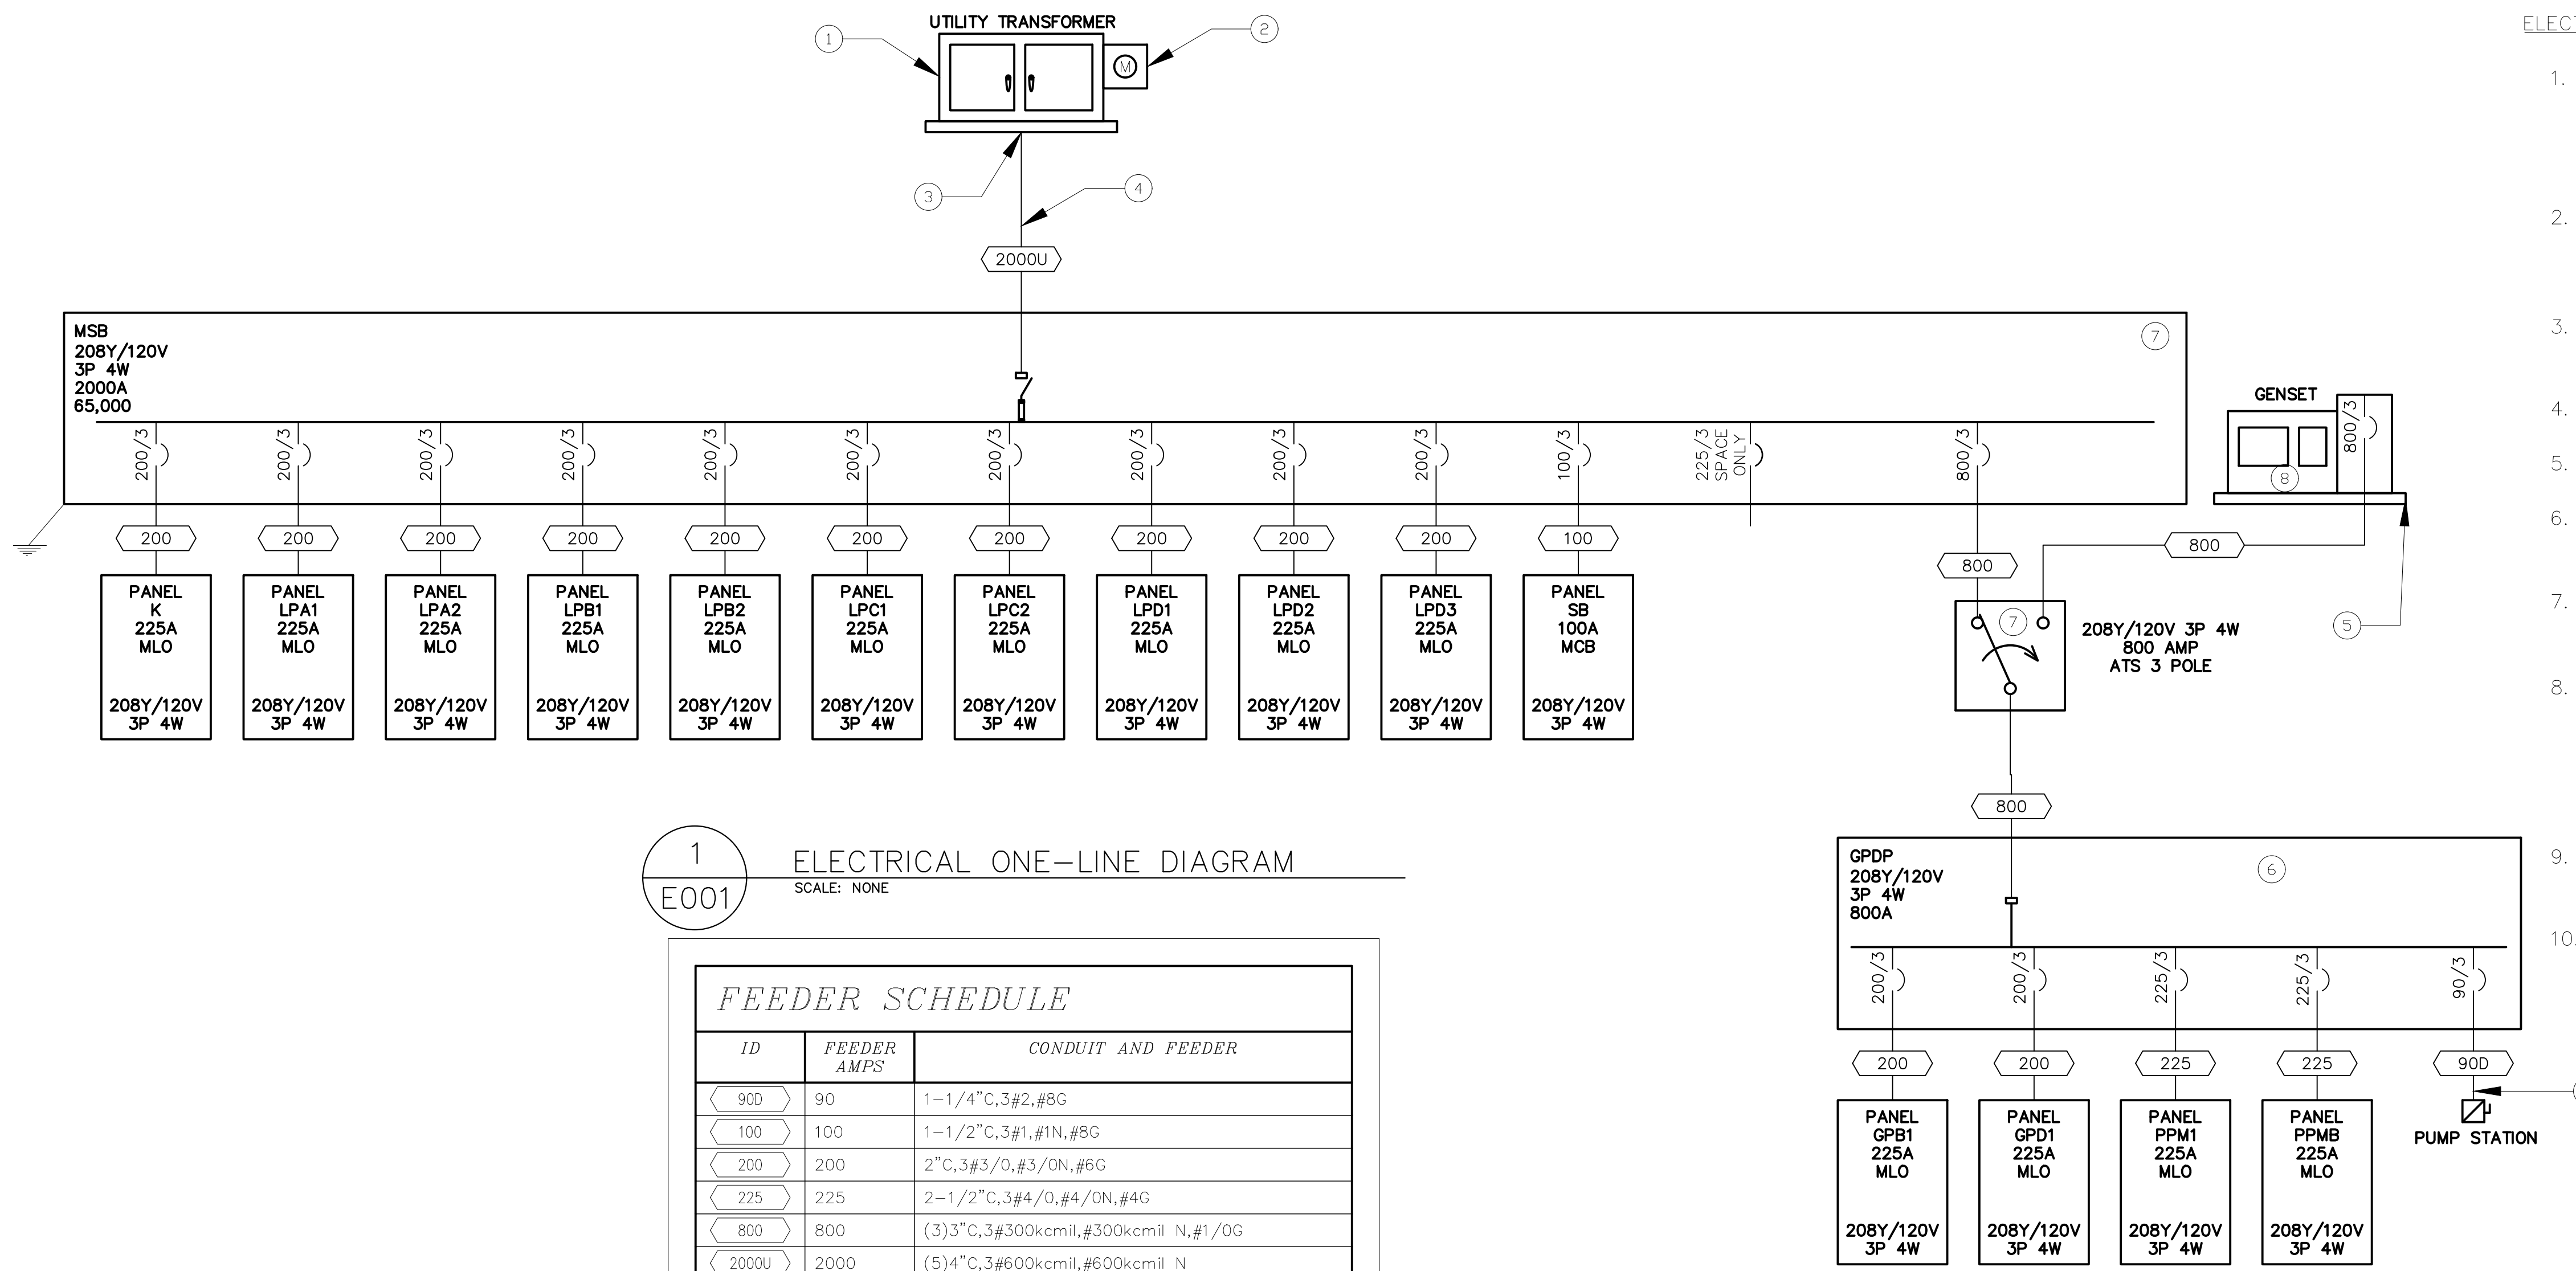 UTILITY TRANSFORMER
1
2
M
3
4
2000U
ELECT
1.
2.
3.
4.
5.
6.
7.
8.
9.
10.
MSB
208Y/120V
3P 4W
2000A
65,000
7
200/3
200/3
200/3
200/3
200/3
200/3
200/3
200/3
200/3
200/3
100/3
225/3
SPACE
ONLY
800/3
GENSET
800/3
8
5
200
200
200
200
200
200
200
200
200
200
100
800
800
PANEL
K
225A
MLO
208Y/120V
3P 4W
PANEL
LPA1
225A
MLO
208Y/120V
3P 4W
PANEL
LPA2
225A
MLO
208Y/120V
3P 4W
PANEL
LPB1
225A
MLO
208Y/120V
3P 4W
PANEL
LPB2
225A
MLO
208Y/120V
3P 4W
PANEL
LPC1
225A
MLO
208Y/120V
3P 4W
PANEL
LPC2
225A
MLO
208Y/120V
3P 4W
PANEL
LPD1
225A
MLO
208Y/120V
3P 4W
PANEL
LPD2
225A
MLO
208Y/120V
3P 4W
PANEL
LPD3
225A
MLO
208Y/120V
3P 4W
PANEL
SB
100A
MCB
208Y/120V
3P 4W
7
208Y/120V 3P 4W
800 AMP
ATS 3 POLE
800
GPDP
208Y/120V
3P 4W
800A
6
200/3
200/3
225/3
225/3
90/3
200
200
225
225
90D
PANEL
GPB1
225A
MLO
208Y/120V
3P 4W
PANEL
GPD1
225A
MLO
208Y/120V
3P 4W
PANEL
PPM1
225A
MLO
208Y/120V
3P 4W
PANEL
PPMB
225A
MLO
208Y/120V
3P 4W
PUMP STATION
1
E001
ELECTRICAL ONE-LINE DIAGRAM
SCALE: NONE
FEEDER SCHEDULE
ID FEEDER AMPS CONDUIT AND FEEDER
90D 90 1-1/4"C,3#2,#8G
100 100 1-1/2"C,3#1,#1N,#8G
200 200 2"C,3#3/0,#3/0N,#6G
225 225 2-1/2"C,3#4/0,#4/0N,#4G
800 800 (3)3"C,3#300kcmil,#300kcmil N,#1/0G
2000U 2000 (5)4"C,3#600kcmil,#600kcmil N